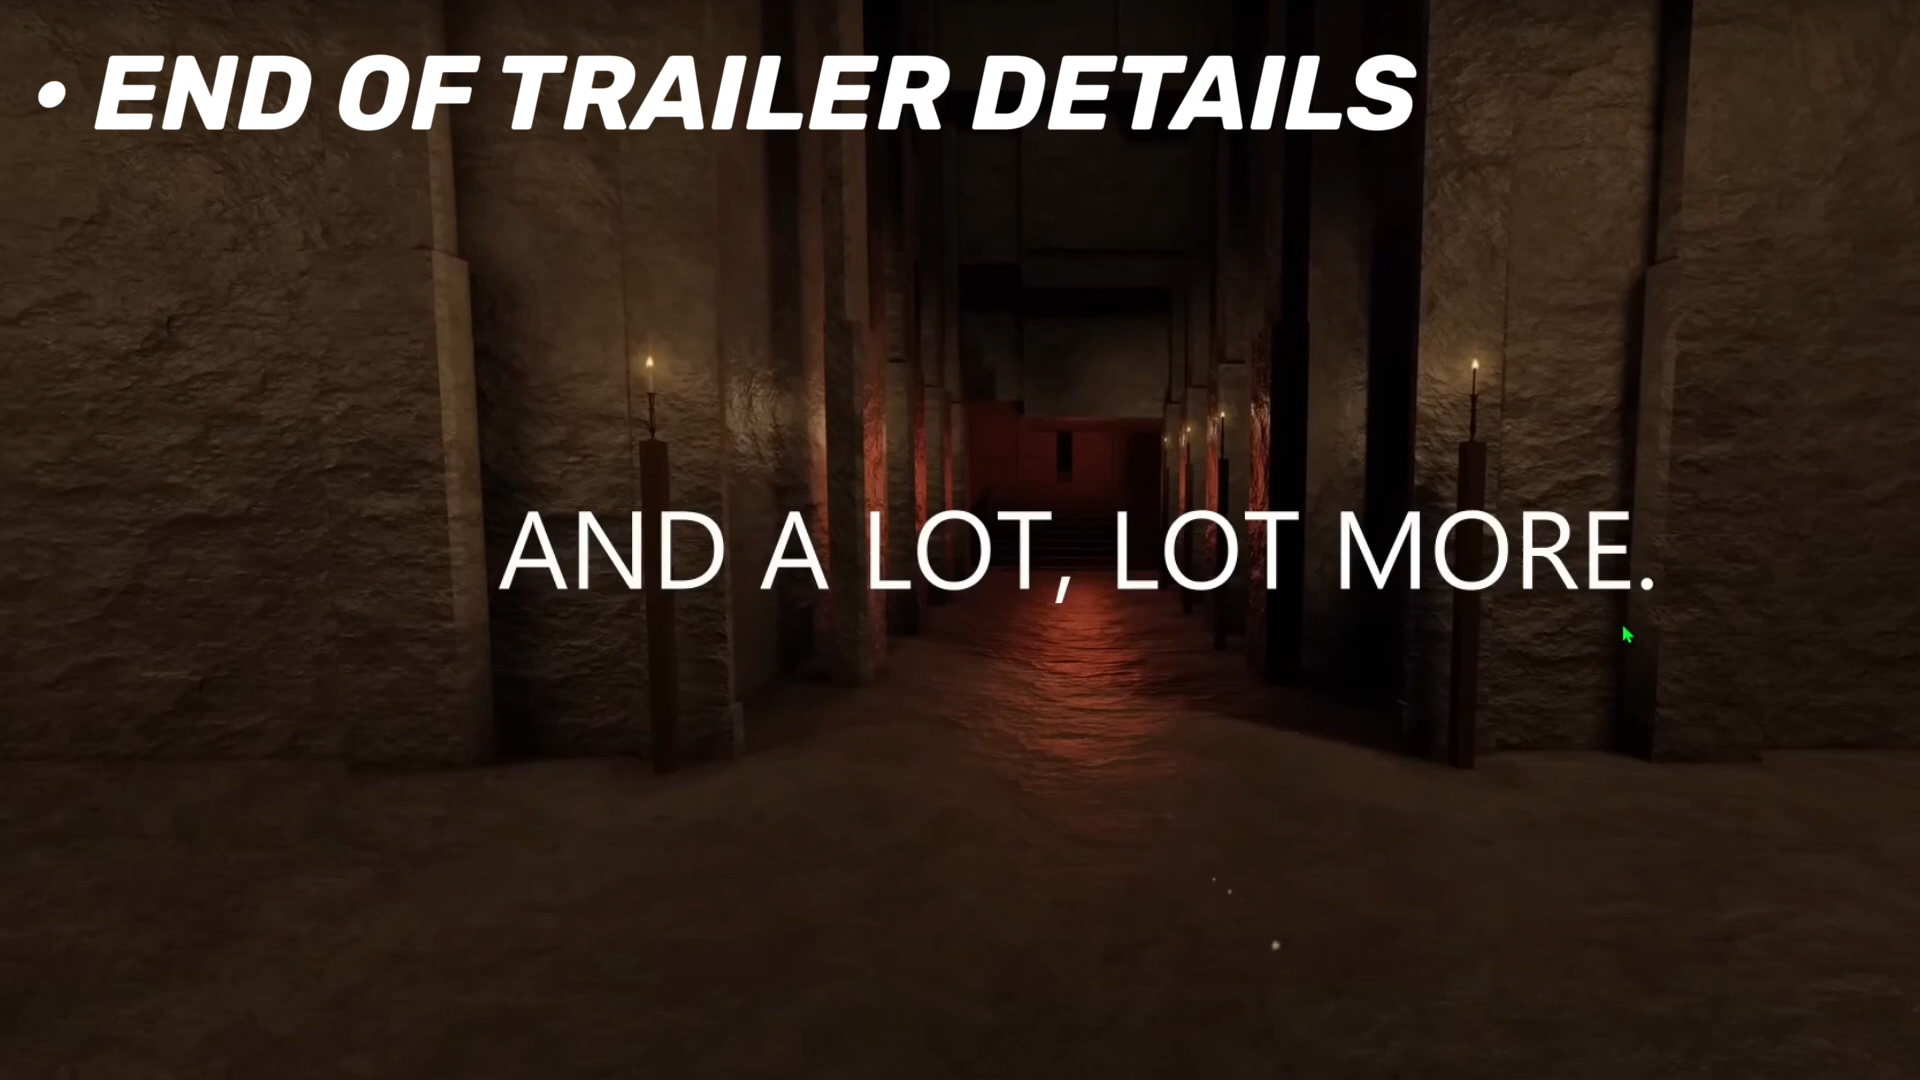 • END OF TRAILER DETAILS
AND A LOT, LOT MORE.